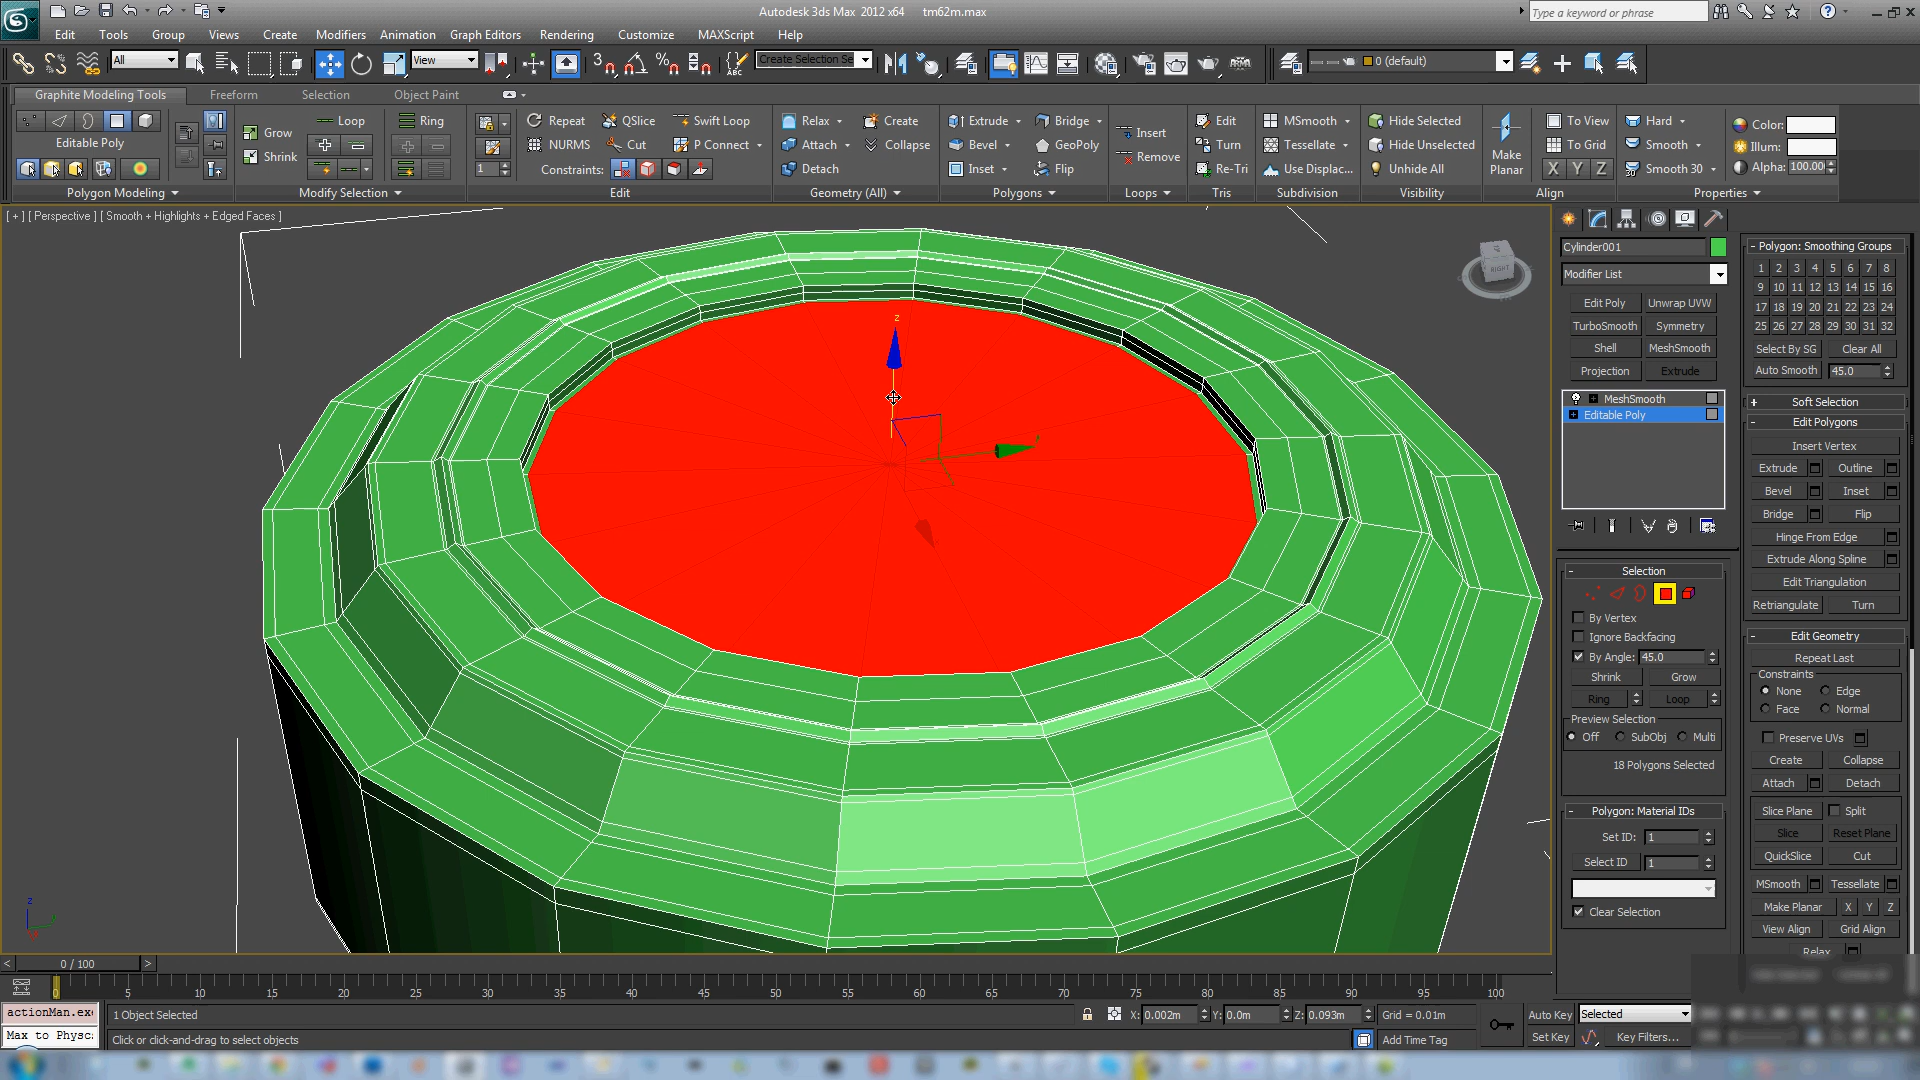 Autodesk 3ds Max 2012 x64 tm62m.max
Type a keyword or phrase
Edit Tools Group Views Create Modifiers Animation Graph Editors Rendering Customize MAXScript Help
All View Create Selection Se 0 (default)
Graphite Modeling Tools Freeform Selection Object Paint
Loop Ring Repeat QSlice Swift Loop Relax Create Extrude Bridge Edit MSmooth Hide Selected To View Hard Color:
Grow Insert
Edit Poly NURMS Cut P Connect Attach Collapse Bevel GeoPoly Turn Tessellate Hide Unselected To Grid Smooth Illum:
Shrink Remove Make Planar
1 Constraints: Detach Inset Flip Re-Tri Use Displac... Unhide All X Y Z Smooth 30 Alpha: 100.00
Polygon Modeling Modify Selection Edit Geometry (All) Polygons Loops Tris Subdivision Visibility Align Properties
[ + ] [ Perspective ] [ Smooth + Highlights + Edged Faces ]
RIGHT
z
Cylinder001
Modifier List
Edit Poly Unwrap UVW
TurboSmooth Symmetry
Shell MeshSmooth
Projection Extrude
MeshSmooth
Editable Poly
Selection
By Vertex
Ignore Backfacing
By Angle: 45.0
Shrink Grow
Ring Loop
Preview Selection
Off SubObj Multi
18 Polygons Selected
Polygon: Material IDs
Set ID: 1
Select ID 1
Clear Selection
Polygon: Smoothing Groups
1 2 3 4 5 6 7 8
9 10 11 12 13 14 15 16
17 18 19 20 21 22 23 24
25 26 27 28 29 30 31 32
Select By SG Clear All
Auto Smooth 45.0
Soft Selection
Edit Polygons
Insert Vertex
Extrude Outline
Bevel Inset
Bridge Flip
Hinge From Edge
Extrude Along Spline
Edit Triangulation
Retriangulate Turn
Edit Geometry
Repeat Last
Constraints
None Edge
Face Normal
Preserve UVs
Create Collapse
Attach Detach
Slice Plane Split
Slice Reset Plane
QuickSlice Cut
MSmooth Tessellate
Make Planar X Y Z
View Align Grid Align
Relax
z
< 0 / 100 >
0 5 10 15 20 25 30 35 40 45 50 55 60 65 70 75 80 85 90 95 100
actionMan.exe 1 Object Selected X: 0.002m Y: 0.0m Z: 0.093m Grid = 0.01m Auto Key Selected
Max to Physc: Click or click-and-drag to select objects Add Time Tag Set Key Key Filters...